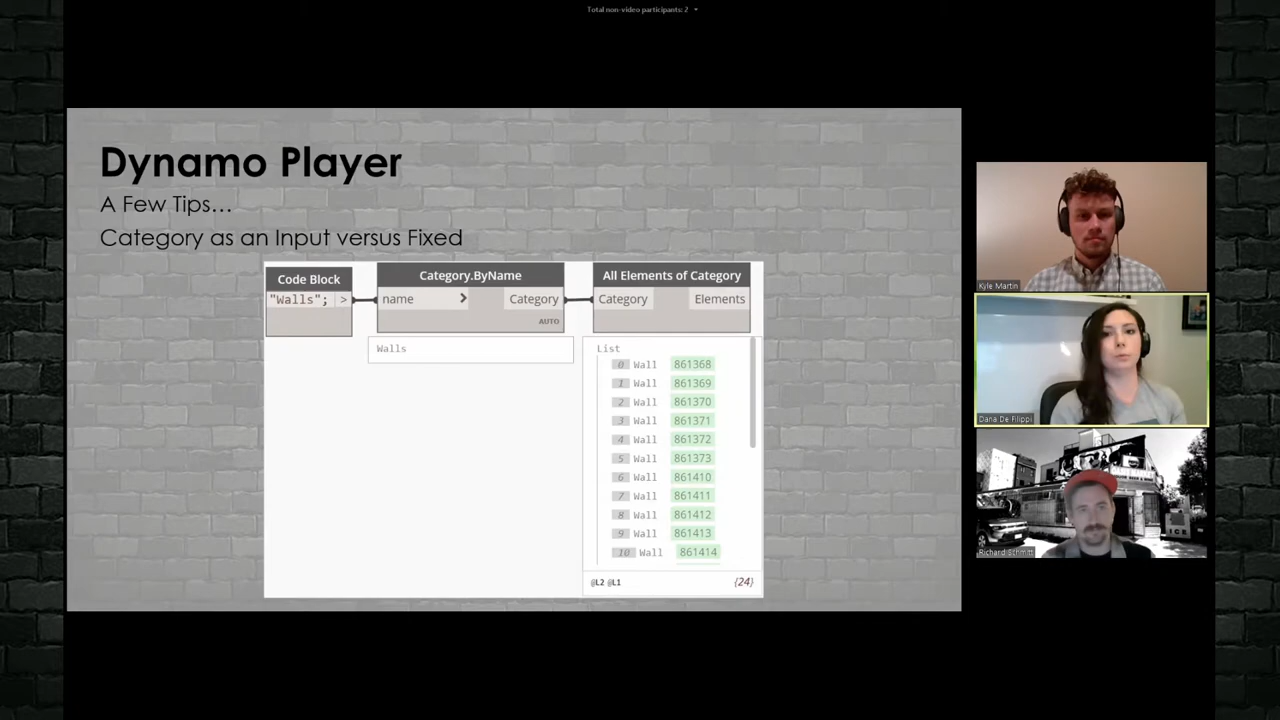 Total non-video participants: 2
Dynamo Player
A Few Tips...
Category as an Input versus Fixed
Code Block
"Walls"; >
Category.ByName
name > Category
AUTO
Walls
All Elements of Category
Category Elements
List
0 Wall 861368
1 Wall 861369
2 Wall 861370
3 Wall 861371
4 Wall 861372
5 Wall 861373
6 Wall 861410
7 Wall 861411
8 Wall 861412
9 Wall 861413
10 Wall 861414
@L2 @L1 {24}
Kyle Martin
Dana De Filippi
ICE
Richard Schmitt